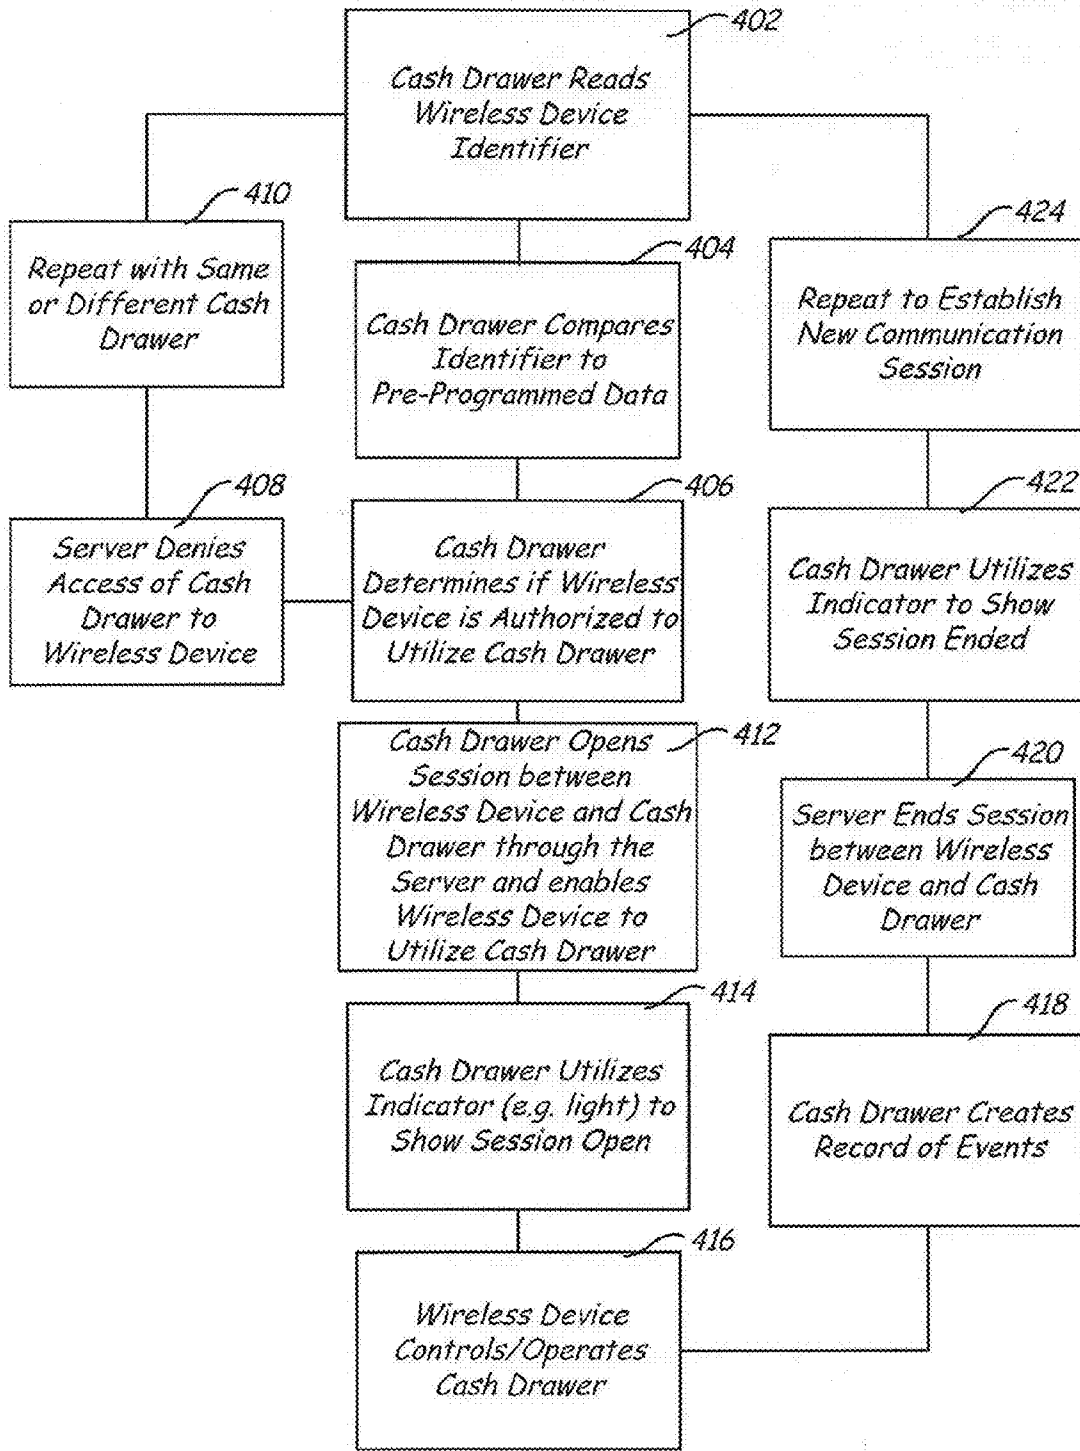 402
Cash Drawer Reads
Wireless Device
Identifier
410
Repeat with Same
or Different Cash
Drawer
404
Cash Drawer Compares
Identifier to
Pre-Programmed Data
424
Repeat to Establish
New Communication
Session
408
Server Denies
Access of Cash
Drawer to
Wireless Device
406
Cash Drawer
Determines if Wireless
Device is Authorized to
Utilize Cash Drawer
422
Cash Drawer Utilizes
Indicator to Show
Session Ended
412
Cash Drawer Opens
Session between
Wireless Device and Cash
Drawer through the
Server and enables
Wireless Device to
Utilize Cash Drawer
420
Server Ends Session
between Wireless
Device and Cash
Drawer
414
Cash Drawer Utilizes
Indicator (e.g. light) to
Show Session Open
418
Cash Drawer Creates
Record of Events
416
Wireless Device
Controls/Operates
Cash Drawer